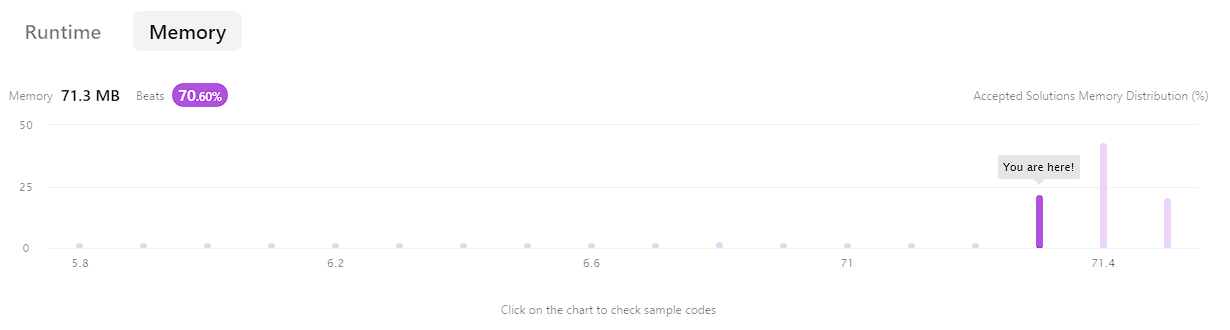 Runtime Memory
Memory 71.3 MB Beats 70.60% Accepted Solutions Memory Distribution (%)
50
You are here!
25
0
5.8 6.2 6.6 71 71.4
Click on the chart to check sample codes